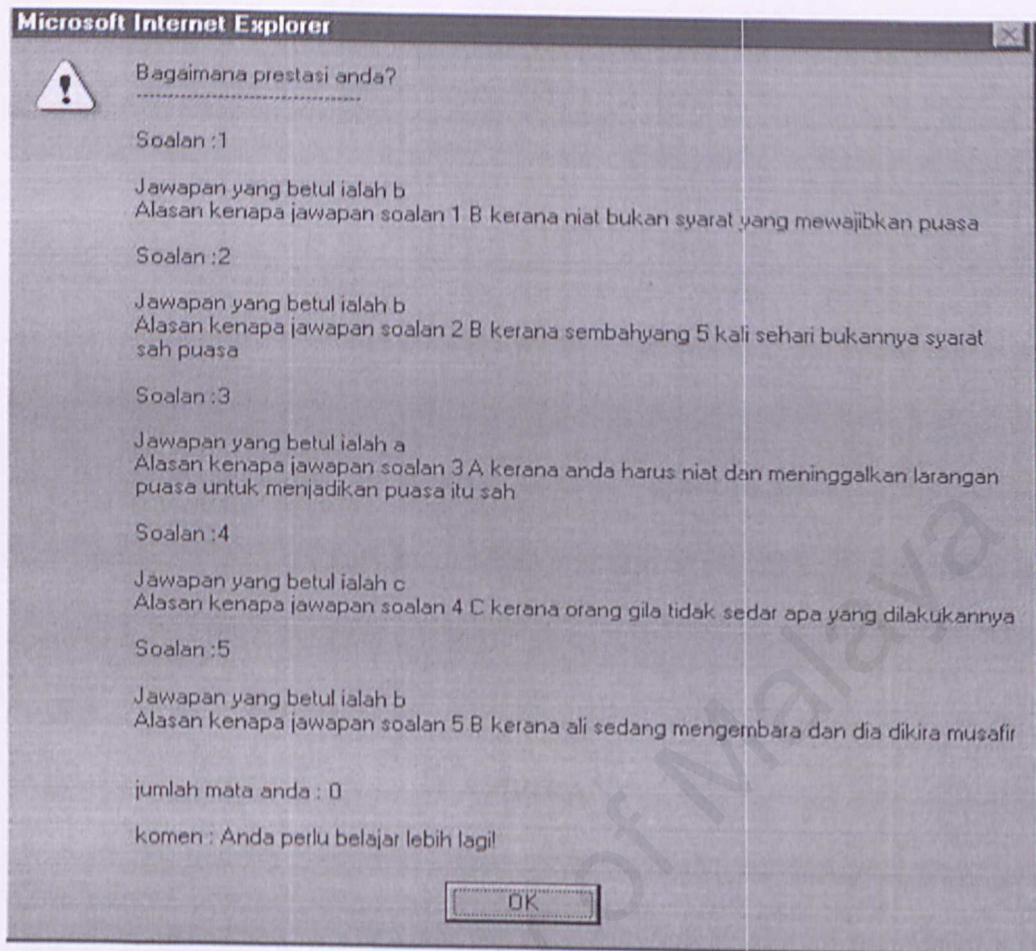 Microsoft Internet Explorer
Bagaimana prestasi anda?
Soalan :1
Jawapan yang betul ialah b
Alasan kenapa jawapan soalan 1 B kerana niat bukan syarat yang mewajibkan puasa
Soalan :2
Jawapan yang betul ialah b
Alasan kenapa jawapan soalan 2 B kerana sembahyang 5 kali sehari bukannya syarat
sah puasa
Soalan :3
Jawapan yang betul ialah a
Alasan kenapa jawapan soalan 3 A kerana anda harus niat dan meninggalkan larangan
puasa untuk menjadikan puasa itu sah
Soalan :4
Jawapan yang betul ialah c
Alasan kenapa jawapan soalan 4 C kerana orang gila tidak sedar apa yang dilakukannya
Soalan :5
Jawapan yang betul ialah b
Alasan kenapa jawapan soalan 5 B kerana ali sedang mengembara dan dia dikira musafir
jumlah mata anda : 0
komen : Anda perlu belajar lebih lagi!
OK
of Malaya